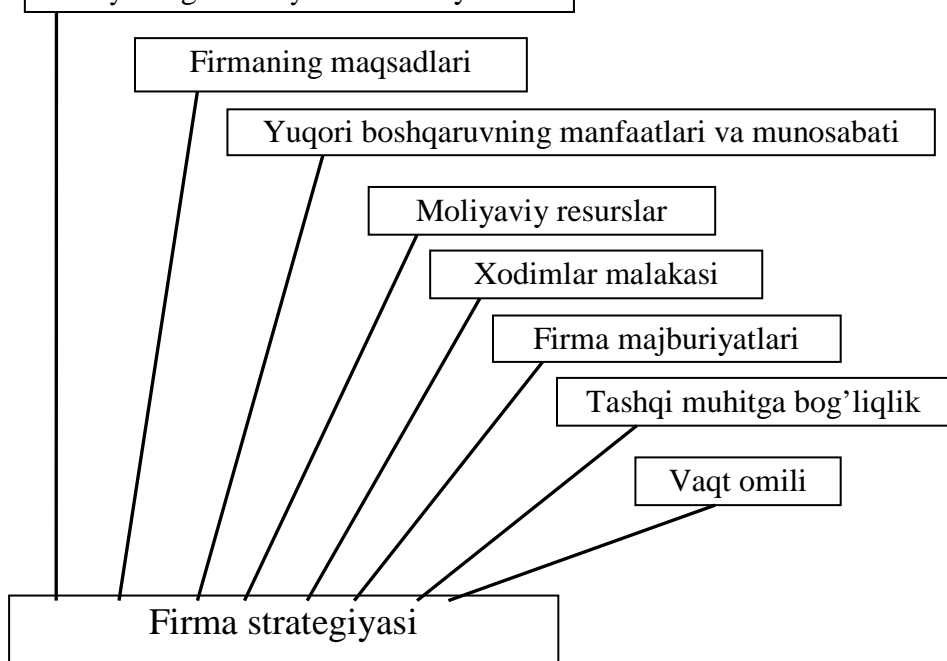 Firmaning maqsadlari
Yuqori boshqaruvning manfaatlari va munosabati
Moliyaviy resurslar
Xodimlar malakasi
Firma majburiyatlari
Tashqi muhitga bog’liqlik
Vaqt omili
Firma strategiyasi